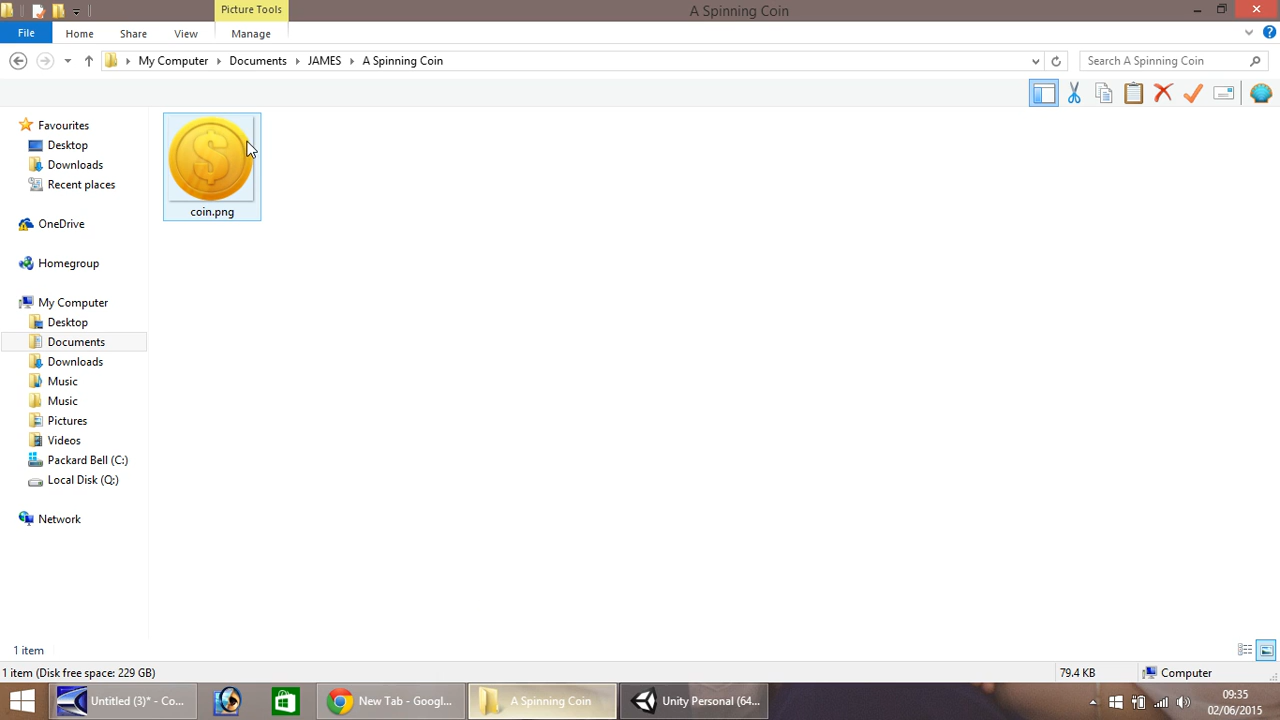 Picture Tools
A Spinning Coin
File
Home
Share
View
Manage
My Computer
Documents
JAMES
A Spinning Coin
Search A Spinning Coin
Favourites
Desktop
Downloads
Recent places
OneDrive
Homegroup
My Computer
Desktop
Documents
Downloads
Music
Music
Pictures
Videos
Packard Bell (C:)
Local Disk (Q:)
Network
$
coin.png
1 item
1 item (Disk free space: 229 GB)
79.4 KB
Computer
Untitled (3)* - Co...
New Tab - Googl...
A Spinning Coin
Unity Personal (64...
09:35
02/06/2015